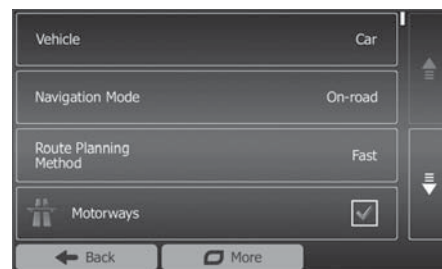 Vehicle Car
Navigation Mode On-road
Route Planning
Method Fast
Motorways
Back More